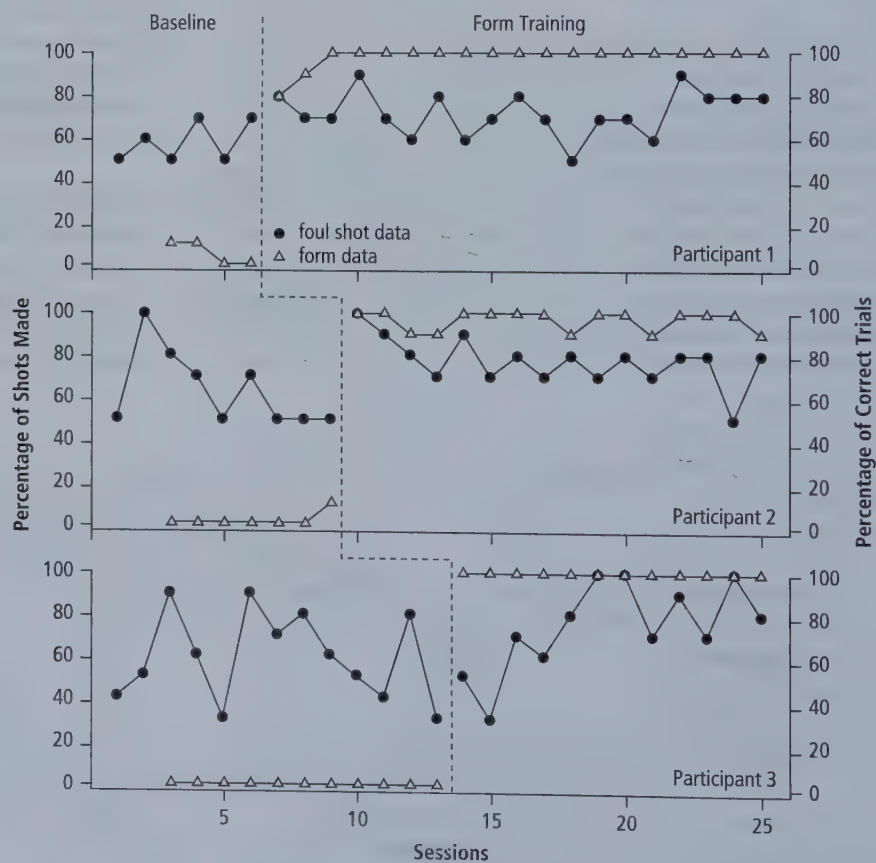 Baseline Form Training
100 100
80 80
60 60
40 40
20 20
0 0
foul shot data
form data
Participant 1
100 100
80 80
60 60
40 40
20 20
0 0
Participant 2
100 100
80 80
60 60
40 40
20 20
0 0
Participant 3
5 10 15 20 25
Sessions
Percentage of Shots Made
Percentage of Correct Trials